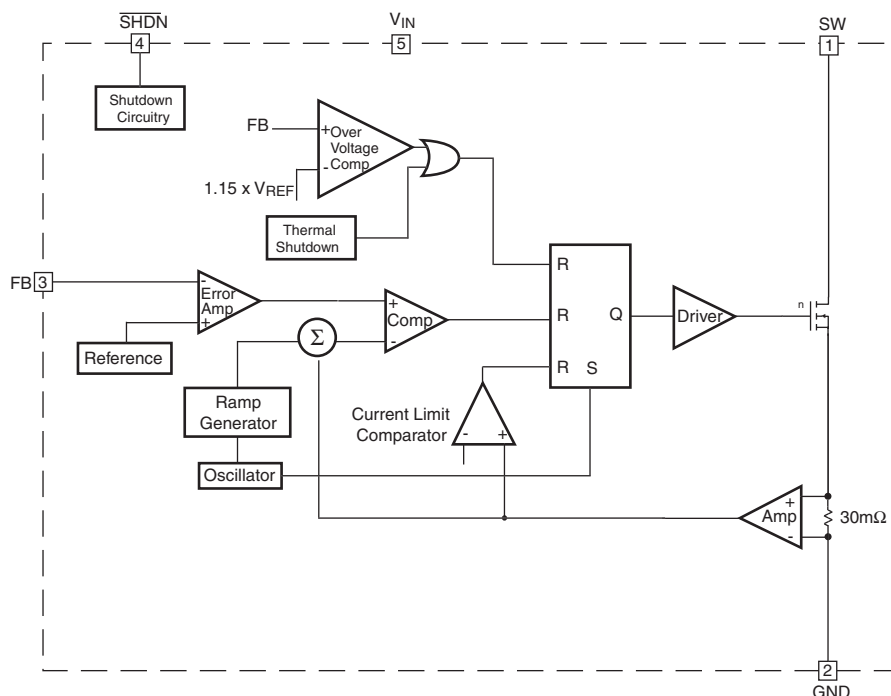 SHDN
VIN
SW
4
5
1
Shutdown
Circuitry
FB
+
Over
Voltage
Comp
-
1.15 x VREF
Thermal
Shutdown
FB
3
-
Error
Amp
+
Reference
Σ
+
Comp
-
R
R
Q
R
S
Driver
n
Ramp
Generator
Oscillator
Current Limit
Comparator
-
+
+
Amp
-
30mΩ
2
GND